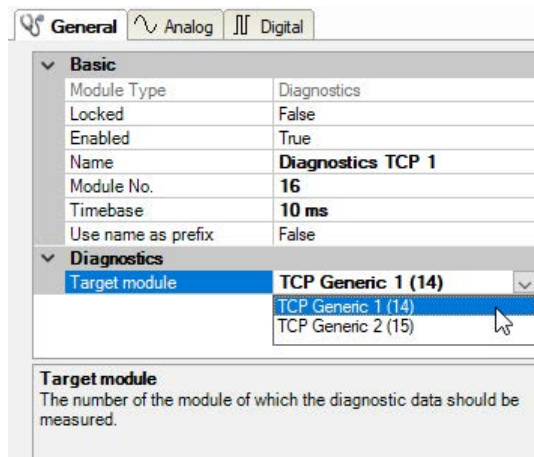 General Analog Digital
Basic
Module Type Diagnostics
Locked False
Enabled True
Name Diagnostics TCP 1
Module No. 16
Timebase 10 ms
Use name as prefix False
Diagnostics
Target module TCP Generic 1 (14)
TCP Generic 1 (14)
TCP Generic 2 (15)
Target module
The number of the module of which the diagnostic data should be
measured.